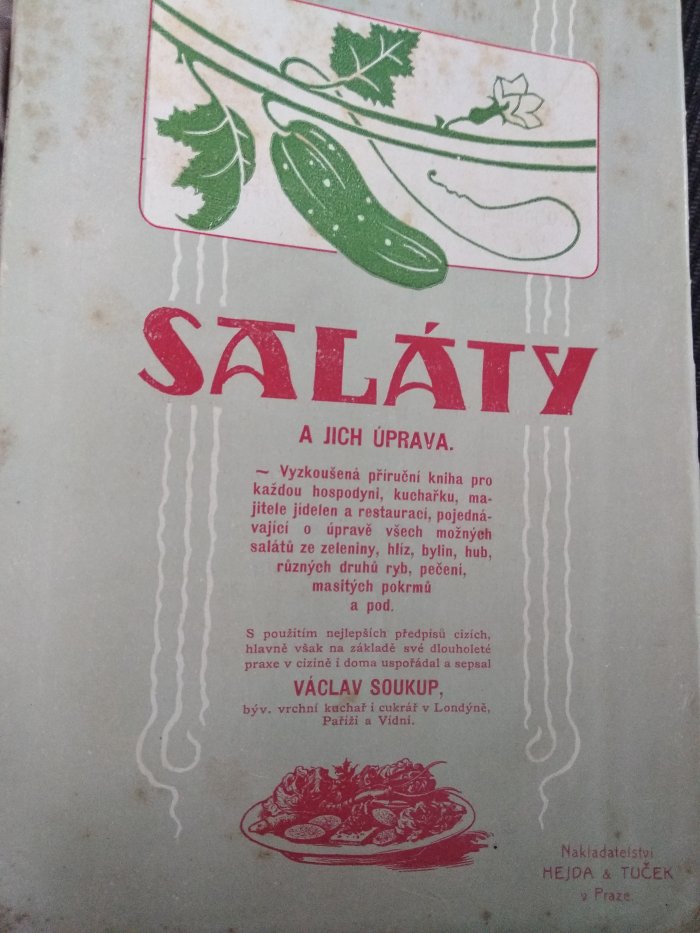 SALÁTY
A JICH ÚPRAVA.
~ Vyzkoušená příruční kniha pro
každou hospodyni, kuchařku, ma-
jitele jídelen a restaurací, pojedná-
vající o úpravě všech možných
salátů ze zeleniny, hlíz, bylin, hub,
různých druhů ryb, pečení,
masitých pokrmů
a pod.
S použitím nejlepších předpisů cizích,
hlavně však na základě své dlouholeté
praxe v cizině i doma uspořádal a sepsal
VÁCLAV SOUKUP,
býv. vrchní kuchař i cukrář v Londýně,
Paříži a Vídni.
Nakladatelství
HEJDA & TUČEK
v Praze.